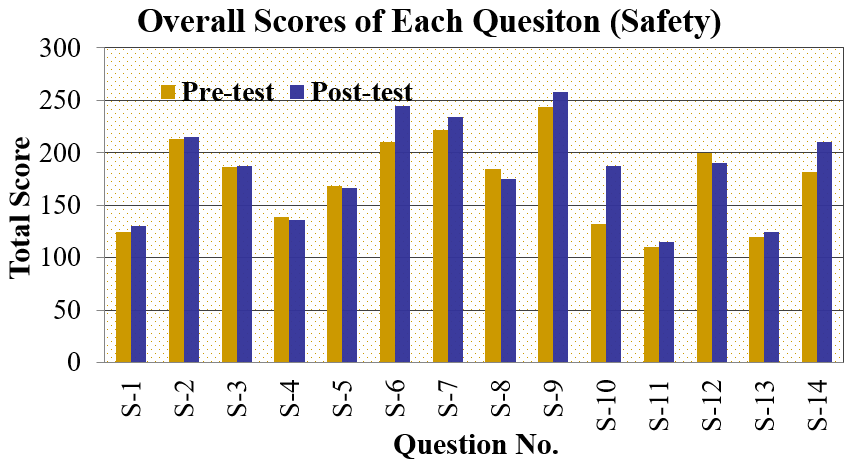 Overall Scores of Each Quesiton (Safety)
300
250
200
150
100
50
0
Total Score
Pre-test Post-test
S-1 S-2 S-3 S-4 S-5 S-6 S-7 S-8 S-9 S-10 S-11 S-12 S-13 S-14
Question No.